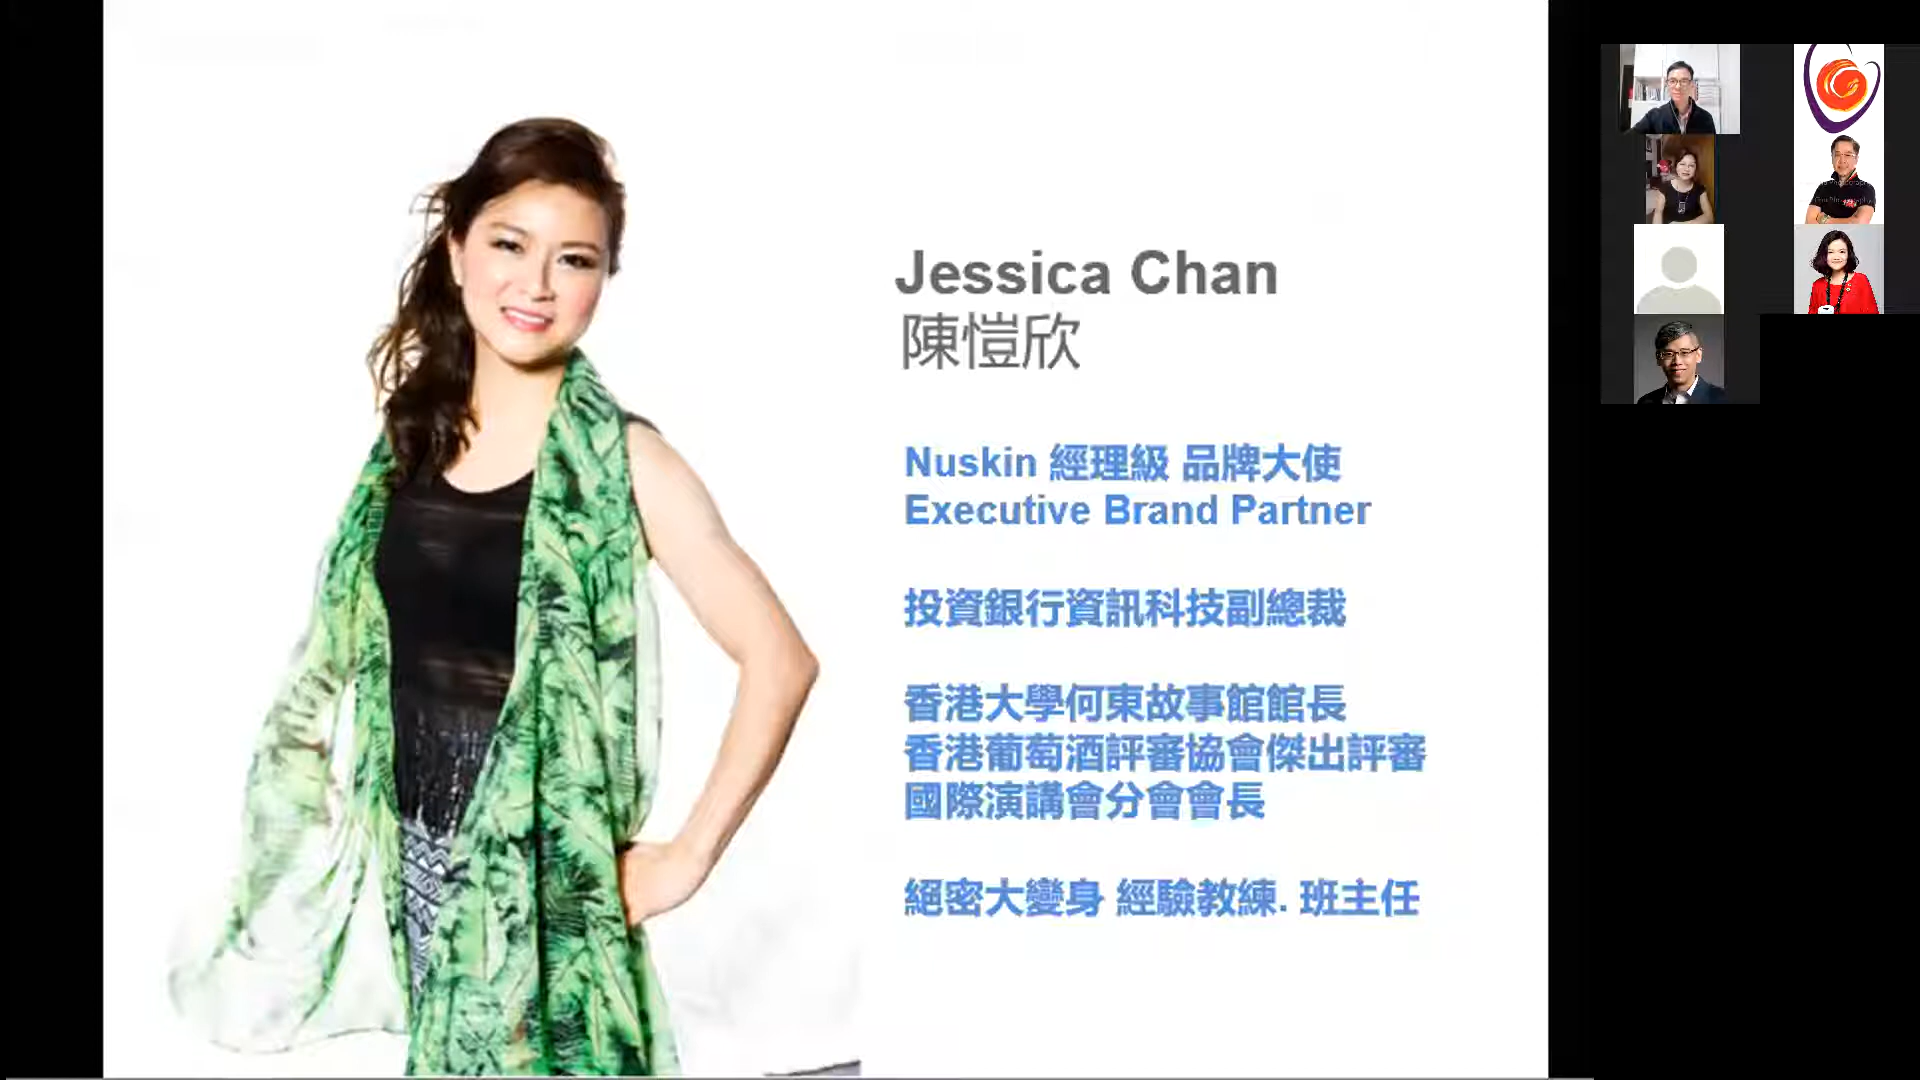 Jessica Chan
陳愷欣
Nuskin 經理級 品牌大使
Executive Brand Partner
投資銀行資訊科技副總裁
香港大學何東故事館館長
香港葡萄酒評審協會傑出評審
國際演講會分會會長
絕密大變身 經驗教練. 班主任